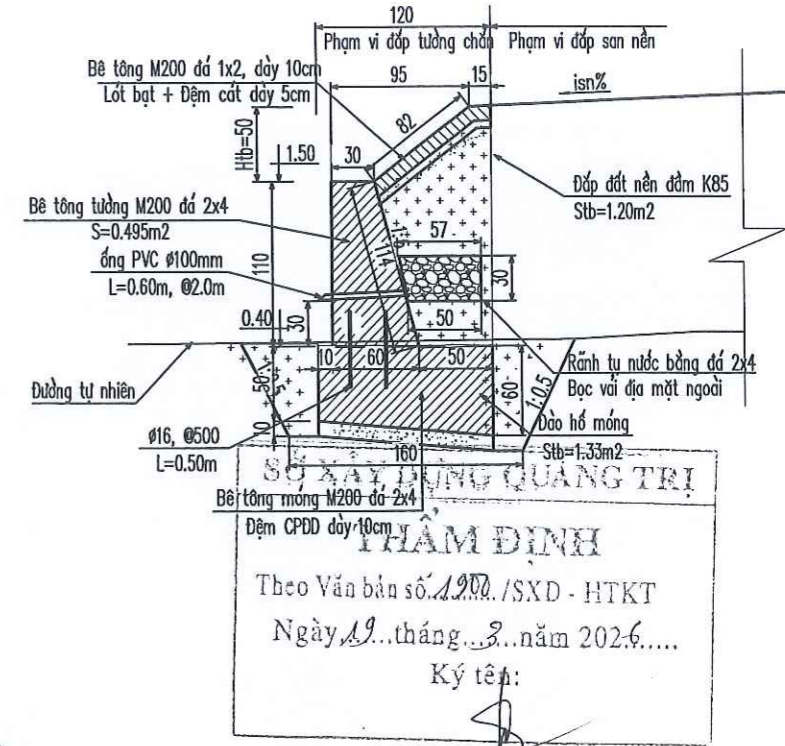 120
Phạm vi đắp tường chắn
Phạm vi đắp san nền
Bê tông M200 đá 1x2, dày 10cm
Lót bạt + Đệm cát dày 5cm
95
15
isn%
82
Htb=50
30
1.50
Đắp đất nền đầm K85
Stb=1.20m2
Bê tông tường M200 đá 2x4
S=0.495m2
57
ống PVC Ø100mm
L=0.60m, @2.0m
110
114
30
0.40
30
50
Đường tự nhiên
10
60
50
Rãnh tụ nước bằng đá 2x4
Bọc vải địa mặt ngoài
50
60
1:0,5
Đào hố móng
Stb=1.33m2
Ø16, @500
L=0.50m
160
SỞ XÂY DỰNG QUẢNG TRỊ
Bê tông móng M200 đá 2x4
Đệm CPDD dày 10cm
THẨM ĐỊNH
Theo Văn bản số 1900 /SXD - HTKT
Ngày 19 tháng 3 năm 2026
Ký tên: